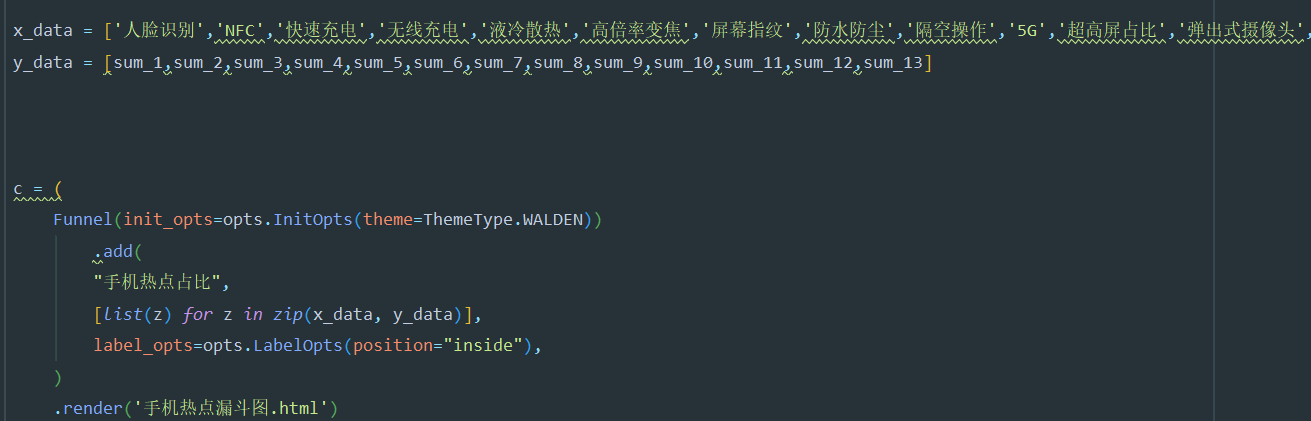 x_data = ['人脸识别','NFC','快速充电','无线充电','液冷散热','高倍率变焦','屏幕指纹','防水防尘','隔空操作','5G','超高屏占比','弹出式摄像头',
y_data = [sum_1,sum_2,sum_3,sum_4,sum_5,sum_6,sum_7,sum_8,sum_9,sum_10,sum_11,sum_12,sum_13]
c = (
Funnel(init_opts=opts.InitOpts(theme=ThemeType.WALDEN))
.add(
"手机热点占比",
[list(z) for z in zip(x_data, y_data)],
label_opts=opts.LabelOpts(position="inside"),
)
.render('手机热点漏斗图.html')